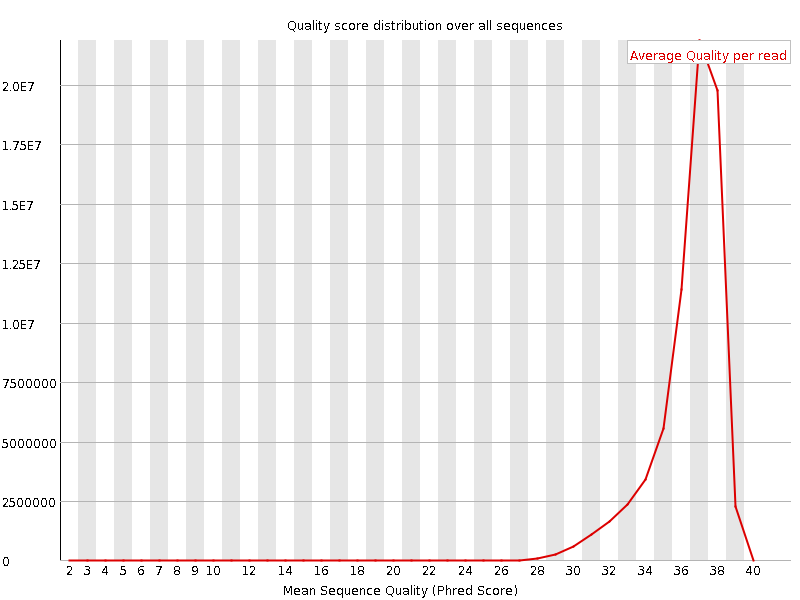 Quality score distribution over all sequences
Average Quality per read
2.0E7
1.75E7
1.5E7
1.25E7
1.0E7
7500000
5000000
2500000
0
2 3 4 5 6 7 8 9 10 12 14 16 18 20 22 24 26 28 30 32 34 36 38 40
Mean Sequence Quality (Phred Score)